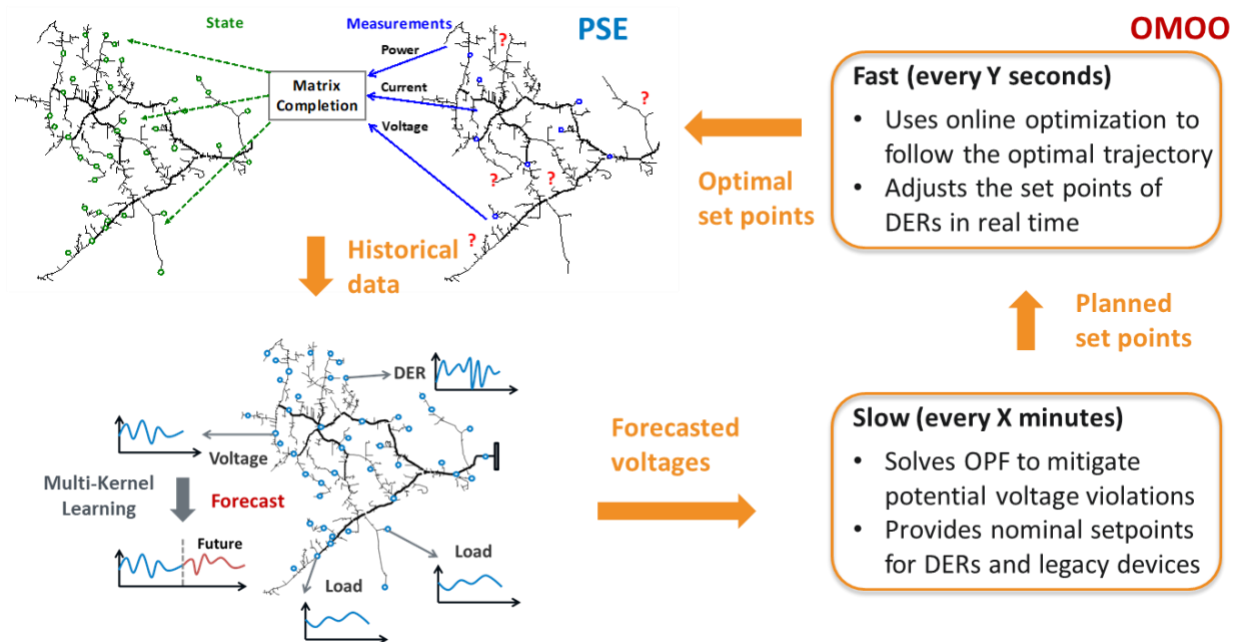 State
Measurements
PSE
Power
Current
Voltage
Matrix
Completion
?
?
?
?
?
OMOO
Fast (every Y seconds)
• Uses online optimization to
follow the optimal trajectory
• Adjusts the set points of
DERs in real time
Optimal
set points
Historical
data
Planned
set points
DER
Voltage
Multi-Kernel
Learning
Forecast
Future
Load
Load
Forecasted
voltages
Slow (every X minutes)
• Solves OPF to mitigate
potential voltage violations
• Provides nominal setpoints
for DERs and legacy devices